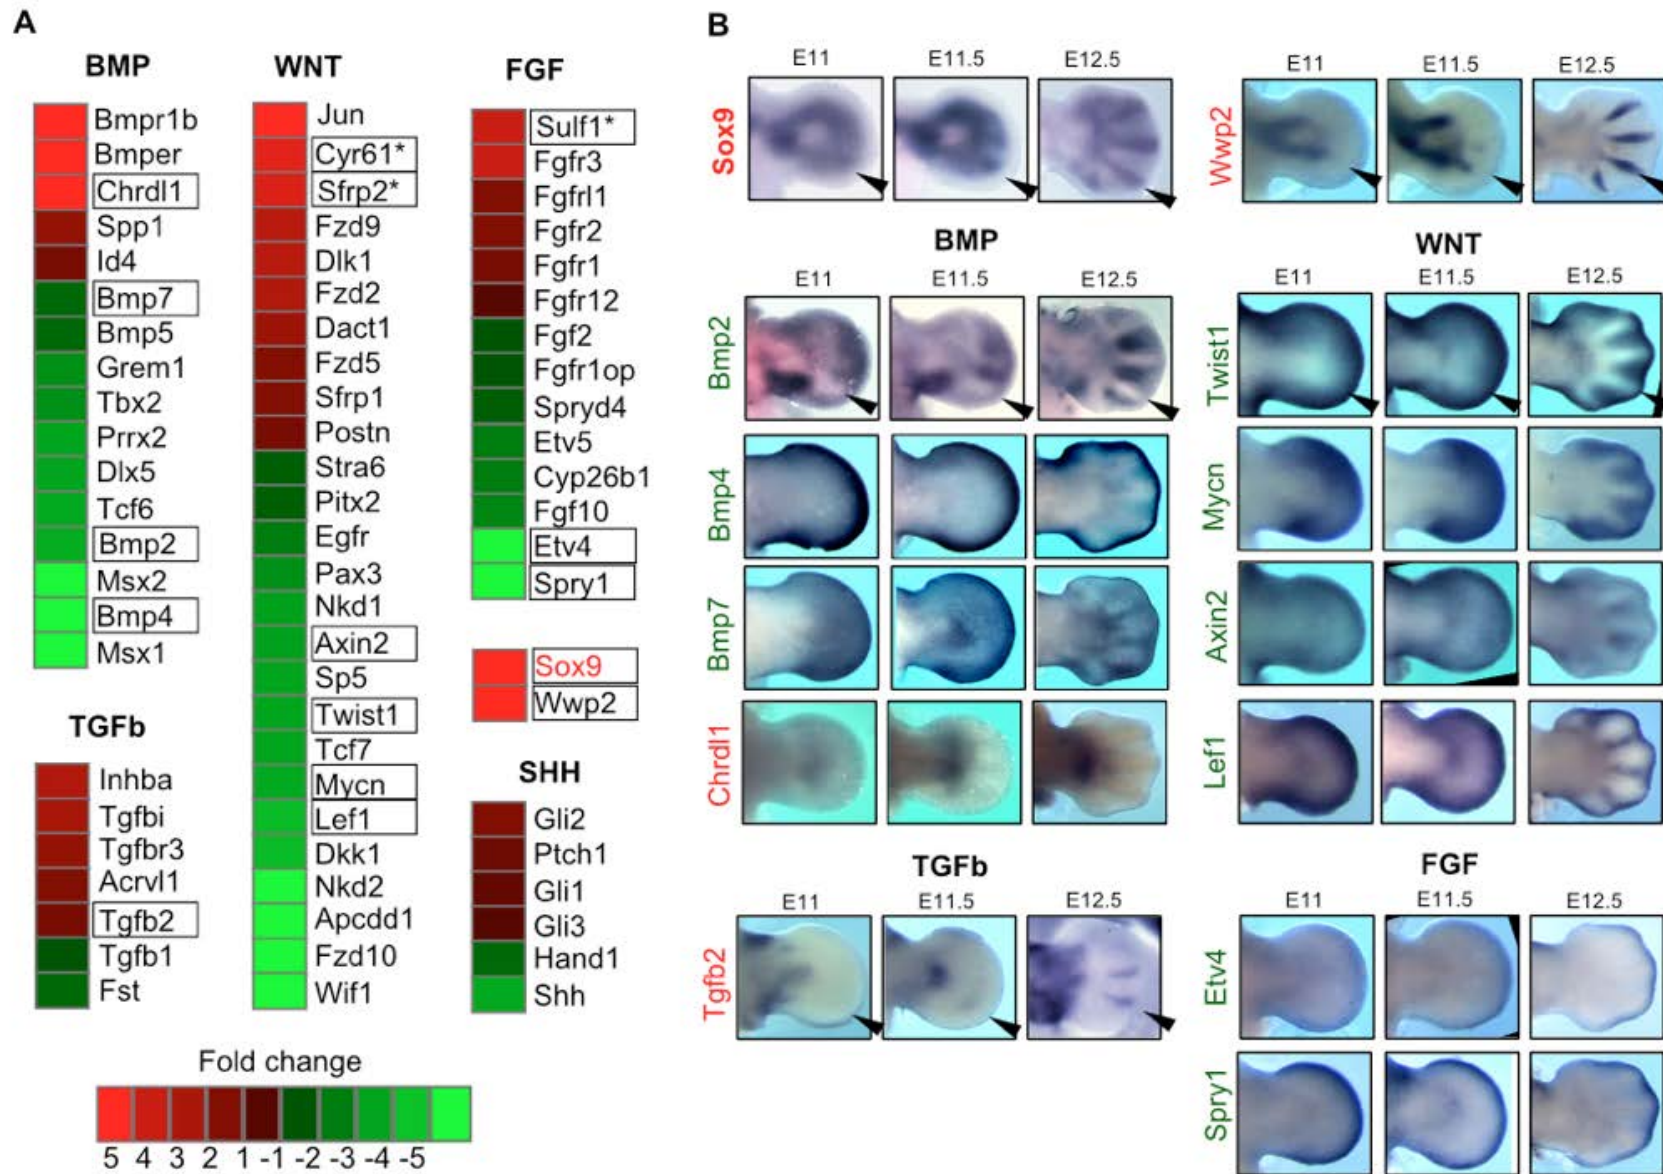 A
BMP
Bmpr1b
Bmper
Chrdl1
Spp1
Id4
Bmp7
Bmp5
Grem1
Tbx2
Prrx2
Dlx5
Tcf6
Bmp2
Msx2
Bmp4
Msx1
TGFb
Inhba
Tgfbi
Tgfbr3
Acrvl1
Tgfb2
Tgfb1
Fst
WNT
Jun
Cyr61*
Sfrp2*
Fzd9
Dlk1
Fzd2
Dact1
Fzd5
Sfrp1
Postn
Stra6
Pitx2
Egfr
Pax3
Nkd1
Axin2
Sp5
Twist1
Tcf7
Mycn
Lef1
Dkk1
Nkd2
Apcdd1
Fzd10
Wif1
FGF
Sulf1*
Fgfr3
Fgfrl1
Fgfr2
Fgfr1
Fgfr12
Fgf2
Fgfr1op
Spryd4
Etv5
Cyp26b1
Fgf10
Etv4
Spry1
Sox9
Wwp2
SHH
Gli2
Ptch1
Gli1
Gli3
Hand1
Shh
Fold change
5 4 3 2 1 -1 -2 -3 -4 -5
B
E11 E11.5 E12.5
Sox9
E11 E11.5 E12.5
Wwp2
BMP
E11 E11.5 E12.5
Bmp2
Bmp4
Bmp7
Chrdl1
WNT
E11 E11.5 E12.5
Twist1
Mycn
Axin2
Lef1
TGFb
E11 E11.5 E12.5
Tgfb2
FGF
E11 E11.5 E12.5
Etv4
Spry1